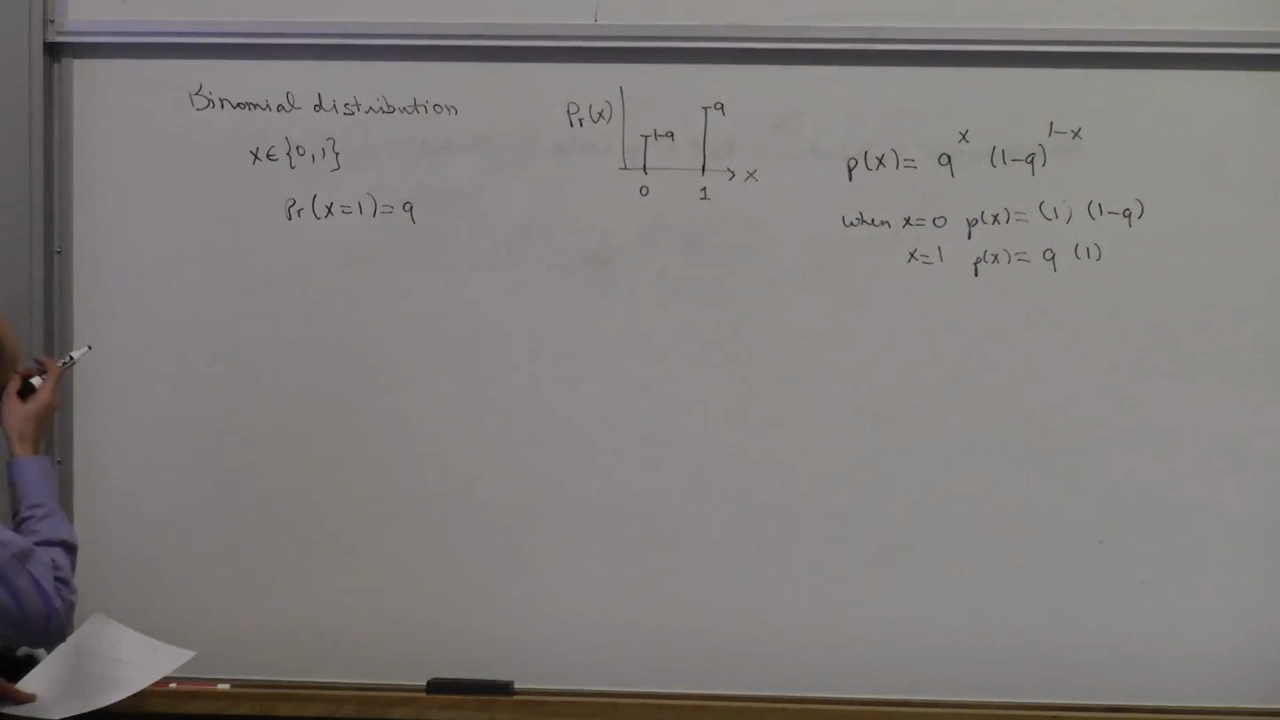 Binomial distribution
x∈{0,1}
Pr(x=1)=q
Pr(x)
1-q
q
x
0 1
p(x)= q^x (1-q)^1-x
when x=0 p(x)= (1) (1-q)
x=1 p(x)= q (1)